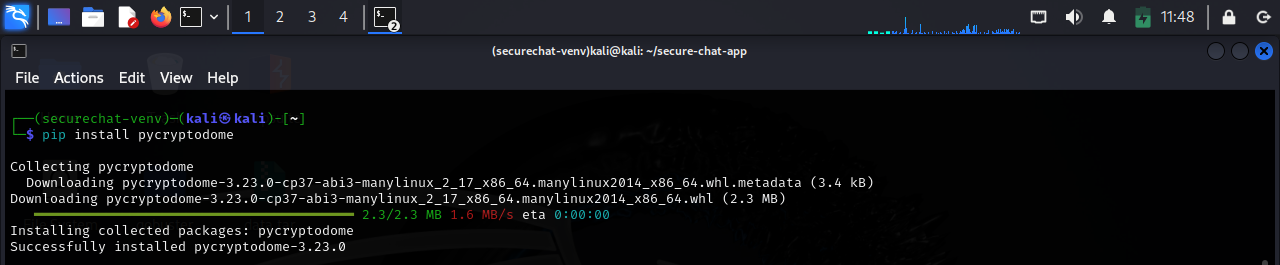 1 2 3 4 2 11:48
(securechat-venv)kali@kali: ~/secure-chat-app
File Actions Edit View Help
┌──(securechat-venv)─(kali㉿kali)-[~]
└─$ pip install pycryptodome
Collecting pycryptodome
Downloading pycryptodome-3.23.0-cp37-abi3-manylinux_2_17_x86_64.manylinux2014_x86_64.whl.metadata (3.4 kB)
Downloading pycryptodome-3.23.0-cp37-abi3-manylinux_2_17_x86_64.manylinux2014_x86_64.whl (2.3 MB)
2.3/2.3 MB 1.6 MB/s eta 0:00:00
Installing collected packages: pycryptodome
Successfully installed pycryptodome-3.23.0